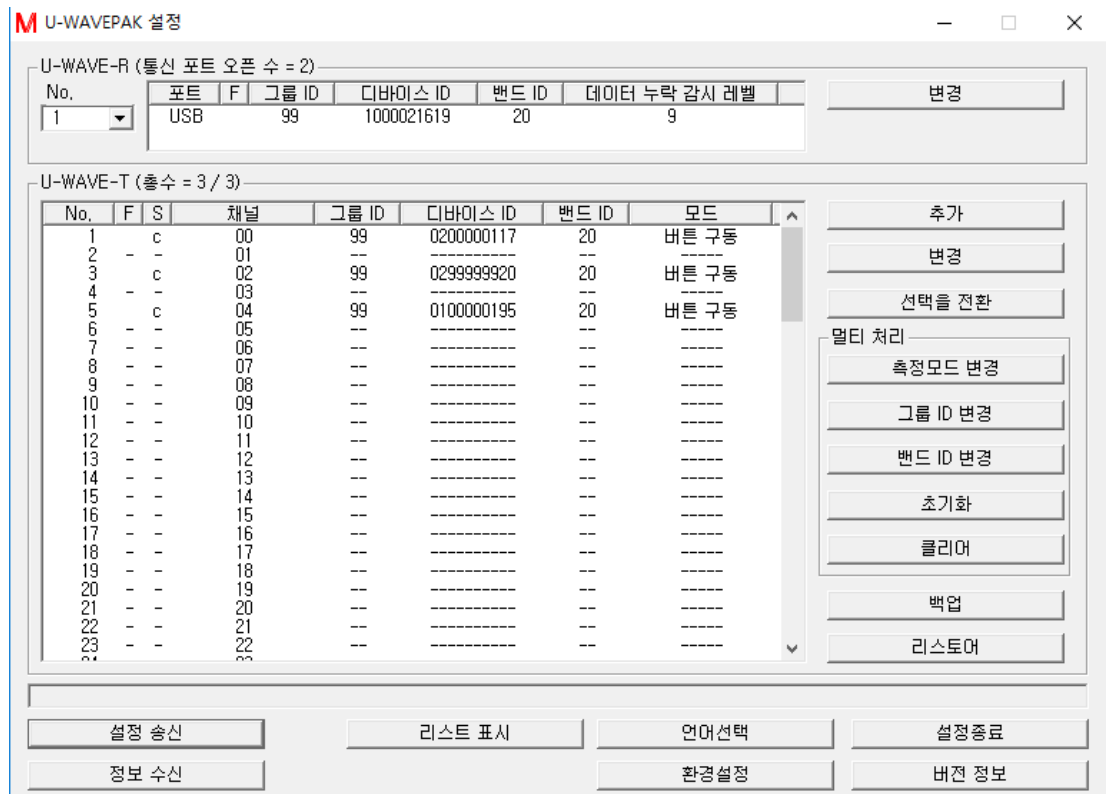 U-WAVEPAK 설정
U-WAVE-R (통신 포트 오픈 수 = 2)
No. 포트 F 그룹 ID 디바이스 ID 밴드 ID 데이터 누락 감시 레벨 변경
1 USB 99 1000021619 20 9
U-WAVE-T (총수 = 3 / 3)
No. F S 채널 그룹 ID 디바이스 ID 밴드 ID 모드 추가
1 c 00 99 0200000117 20 버튼 구동
2 - - 01 -- ---------- -- -----
변경
3 c 02 99 0299999920 20 버튼 구동
4 - - 03 -- ---------- -- -----
선택을 전환
5 c 04 99 0100000195 20 버튼 구동
6 - - 05 -- ---------- -- -----
멀티 처리
7 - - 06 -- ---------- -- -----
8 - - 07 -- ---------- -- -----
측정모드 변경
9 - - 08 -- ---------- -- -----
10 - - 09 -- ---------- -- -----
그룹 ID 변경
11 - - 10 -- ---------- -- -----
12 - - 11 -- ---------- -- -----
13 - - 12 -- ---------- -- -----
밴드 ID 변경
14 - - 13 -- ---------- -- -----
15 - - 14 -- ---------- -- -----
초기화
16 - - 15 -- ---------- -- -----
17 - - 16 -- ---------- -- -----
18 - - 17 -- ---------- -- -----
클리어
19 - - 18 -- ---------- -- -----
20 - - 19 -- ---------- -- -----
21 - - 20 -- ---------- -- -----
백업
22 - - 21 -- ---------- -- -----
23 - - 22 -- ---------- -- -----
리스토어
설정 송신 리스트 표시 언어선택 설정종료
정보 수신 환경설정 버전 정보